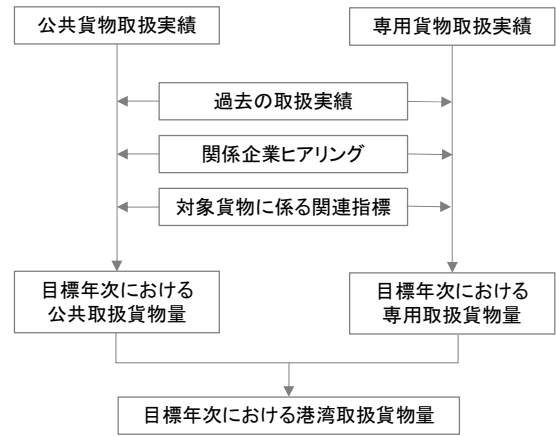 公共貨物取扱実績
専用貨物取扱実績
過去の取扱実績
関係企業ヒアリング
対象貨物に係る関連指標
目標年次における
公共取扱貨物量
目標年次における
専用取扱貨物量
目標年次における港湾取扱貨物量